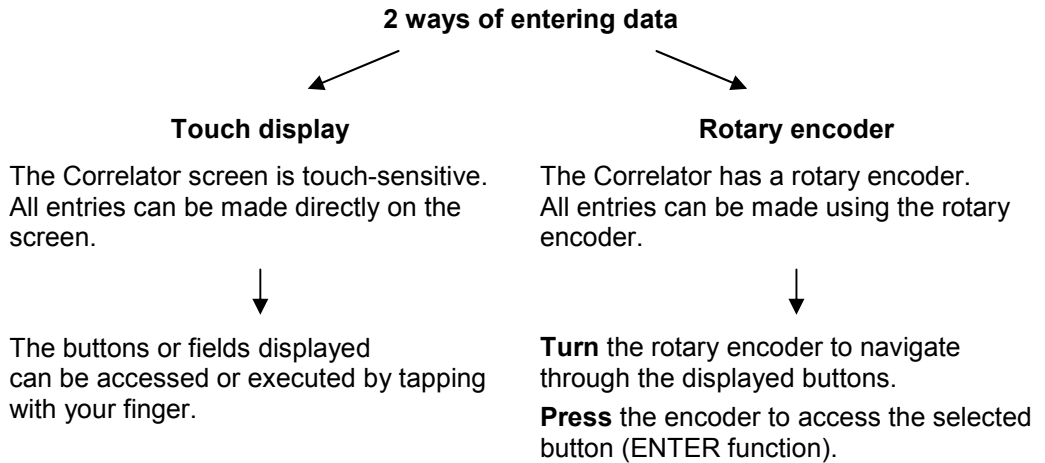 2 ways of entering data
Touch display
The Correlator screen is touch-sensitive.
All entries can be made directly on the
screen.
The buttons or fields displayed
can be accessed or executed by tapping
with your finger.
Rotary encoder
The Correlator has a rotary encoder.
All entries can be made using the rotary
encoder.
Turn the rotary encoder to navigate
through the displayed buttons.
Press the encoder to access the selected
button (ENTER function).